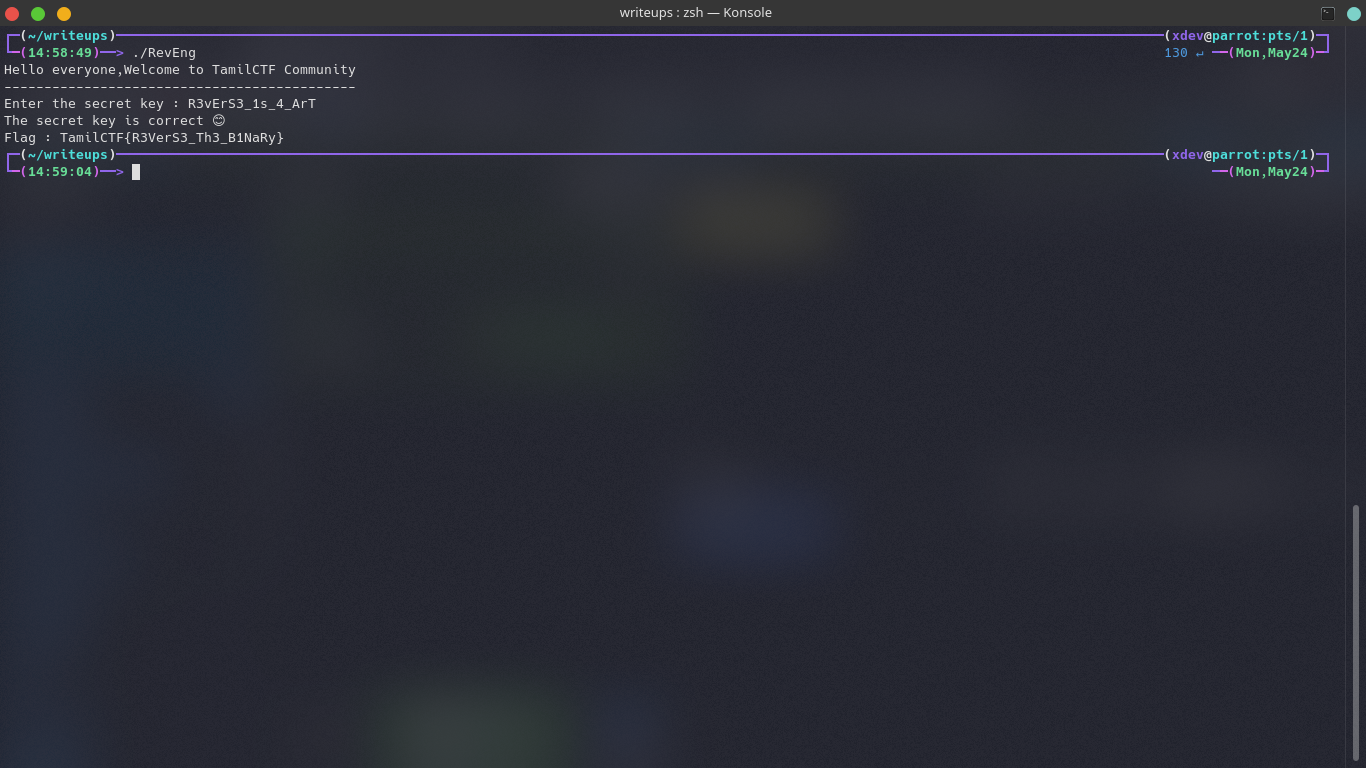 writeups : zsh — Konsole
(~/writeups) (xdev@parrot:pts/1)
(14:58:49)—> ./RevEng 130 ↵ —(Mon,May24)
Hello everyone,Welcome to TamilCTF Community
--------------------------------------------
Enter the secret key : R3vErS3_1s_4_ArT
The secret key is correct 😊
Flag : TamilCTF{R3VerS3_Th3_B1NaRy}
(~/writeups) (xdev@parrot:pts/1)
(14:59:04)—> —(Mon,May24)